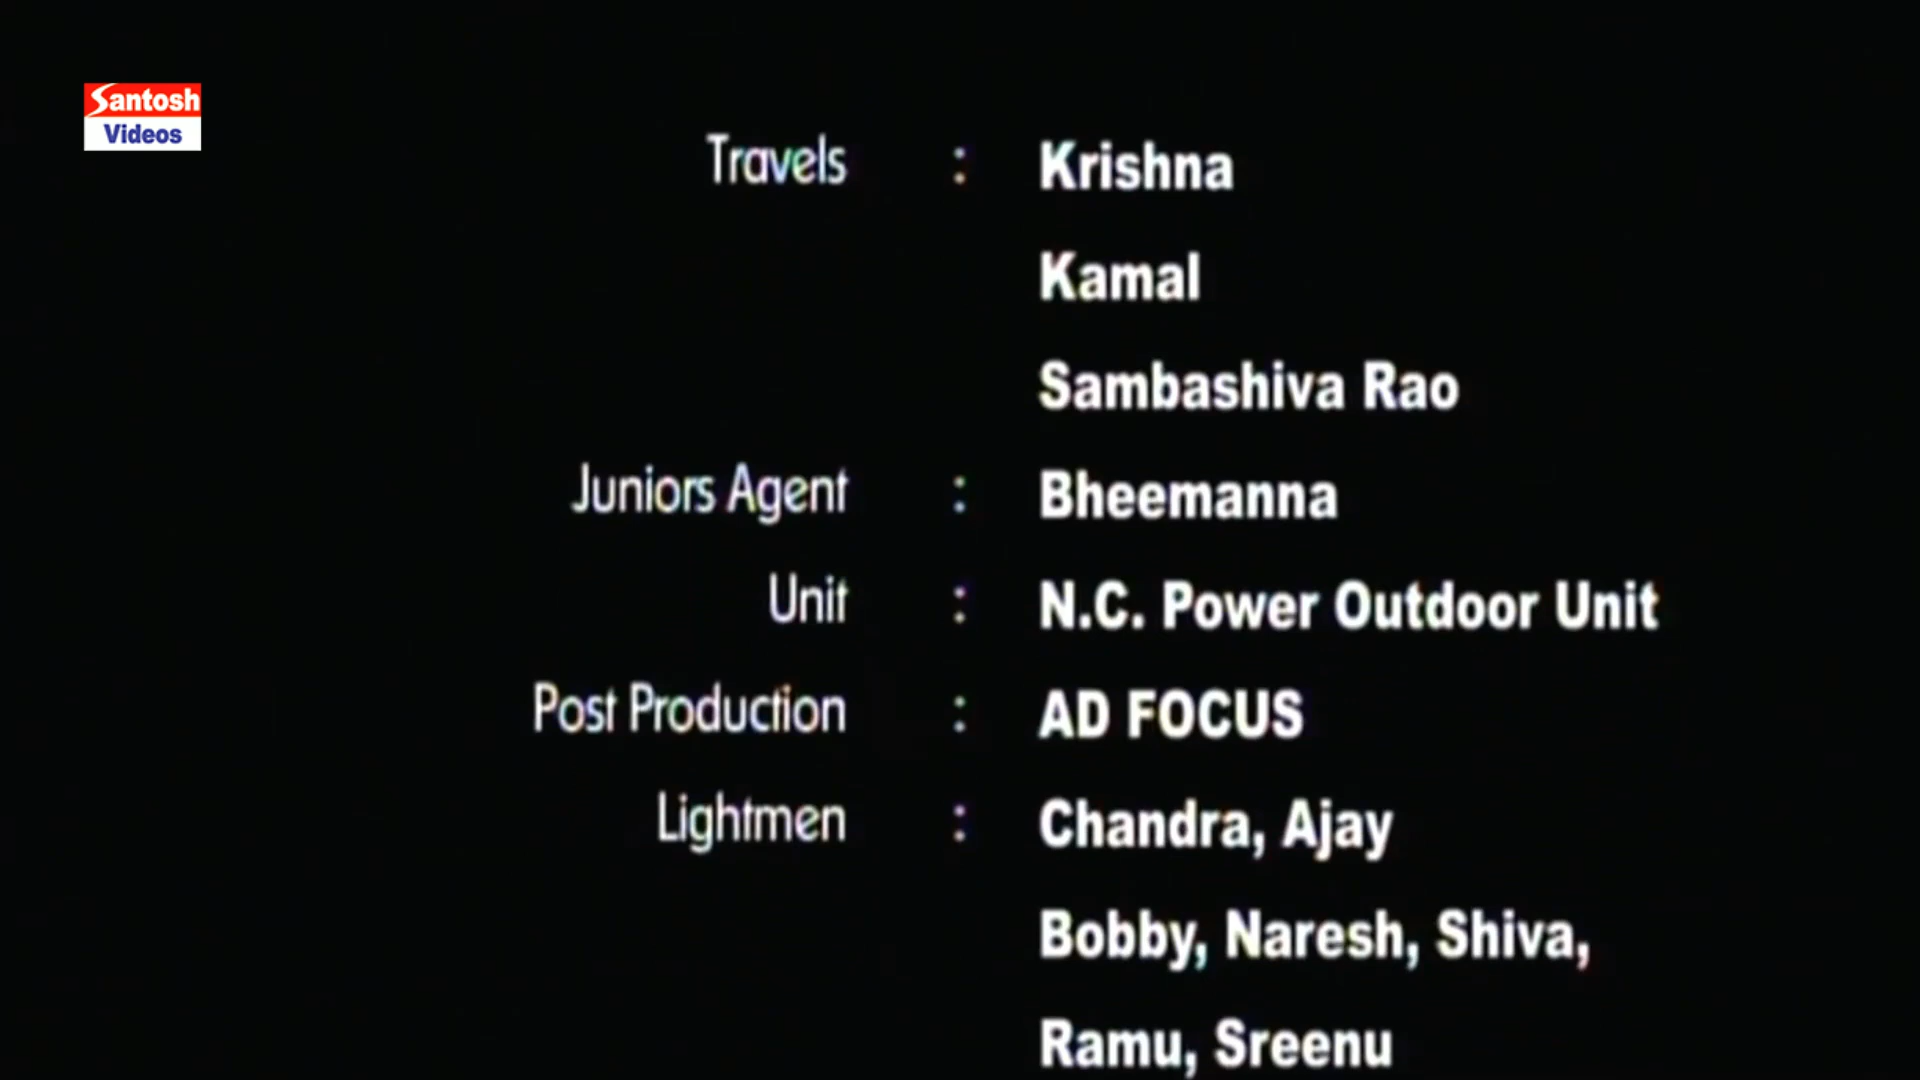 Santosh
Videos
Travels : Krishna
Kamal
Sambashiva Rao
Juniors Agent : Bheemanna
Unit : N.C. Power Outdoor Unit
Post Production : AD FOCUS
Lightmen : Chandra, Ajay
Bobby, Naresh, Shiva,
Ramu, Sreenu